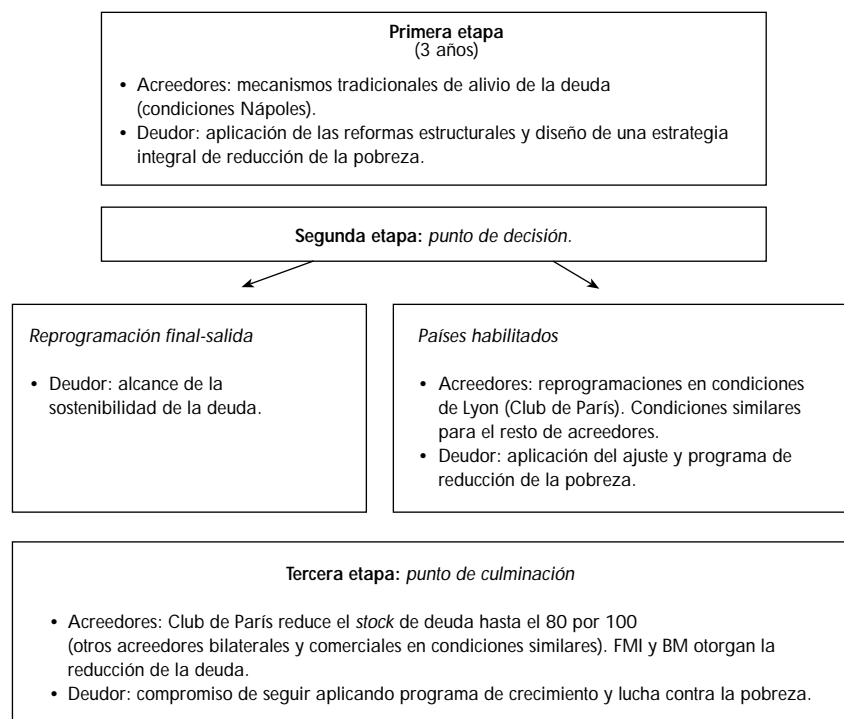 Primera etapa
(3 años)
• Acreedores: mecanismos tradicionales de alivio de la deuda
(condiciones Nápoles).
• Deudor: aplicación de las reformas estructurales y diseño de una estrategia
integral de reducción de la pobreza.
Segunda etapa: punto de decisión.
Reprogramación final-salida
• Deudor: alcance de la
sostenibilidad de la deuda.
Países habilitados
• Acreedores: reprogramaciones en condiciones
de Lyon (Club de París). Condiciones similares
para el resto de acreedores.
• Deudor: aplicación del ajuste y programa de
reducción de la pobreza.
Tercera etapa: punto de culminación
• Acreedores: Club de París reduce el stock de deuda hasta el 80 por 100
(otros acreedores bilaterales y comerciales en condiciones similares). FMI y BM otorgan la
reducción de la deuda.
• Deudor: compromiso de seguir aplicando programa de crecimiento y lucha contra la pobreza.